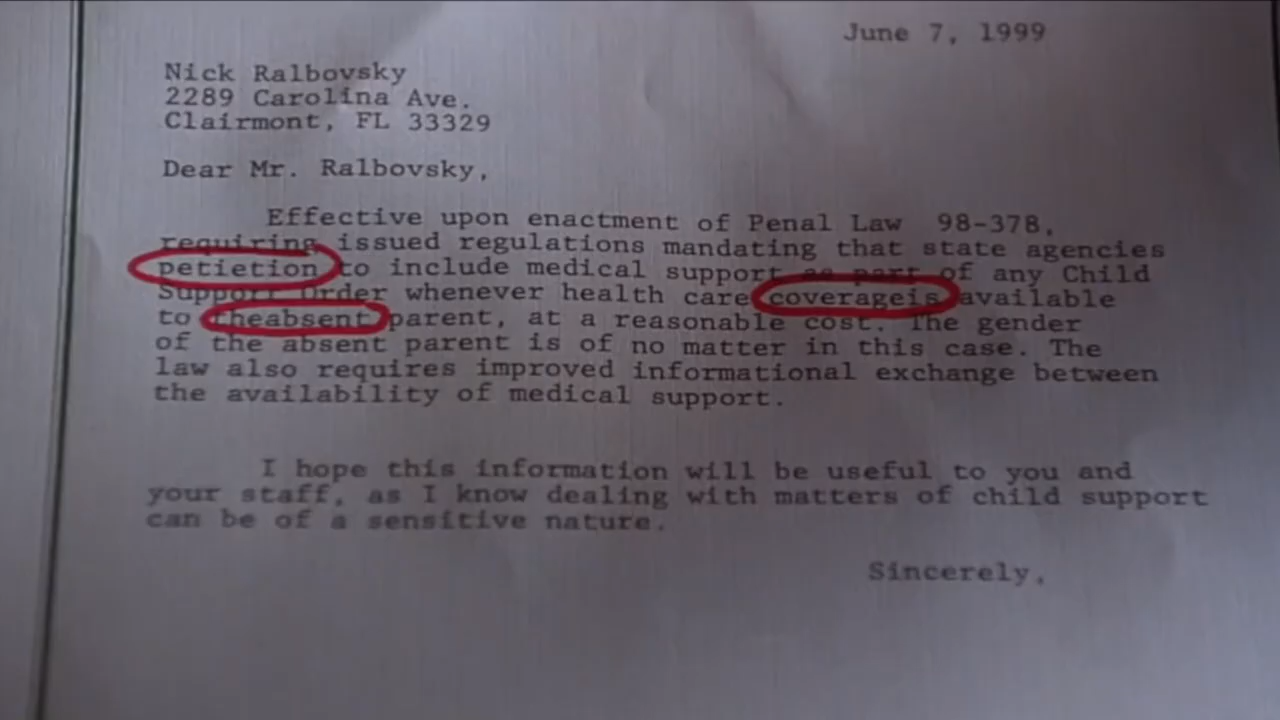 June 7, 1999
Nick Ralbovsky
2289 Carolina Ave.
Clairmont, FL 33329
Dear Mr. Ralbovsky,
Effective upon enactment of Penal Law 98-378,
requiring issued regulations mandating that state agencies
petietion to include medical support as part of any Child
Support Order whenever health care coverageis available
to theabsent parent, at a reasonable cost. The gender
of the absent parent is of no matter in this case. The
law also requires improved informational exchange between
the availability of medical support.
I hope this information will be useful to you and
your staff, as I know dealing with matters of child support
can be of a sensitive nature.
Sincerely,